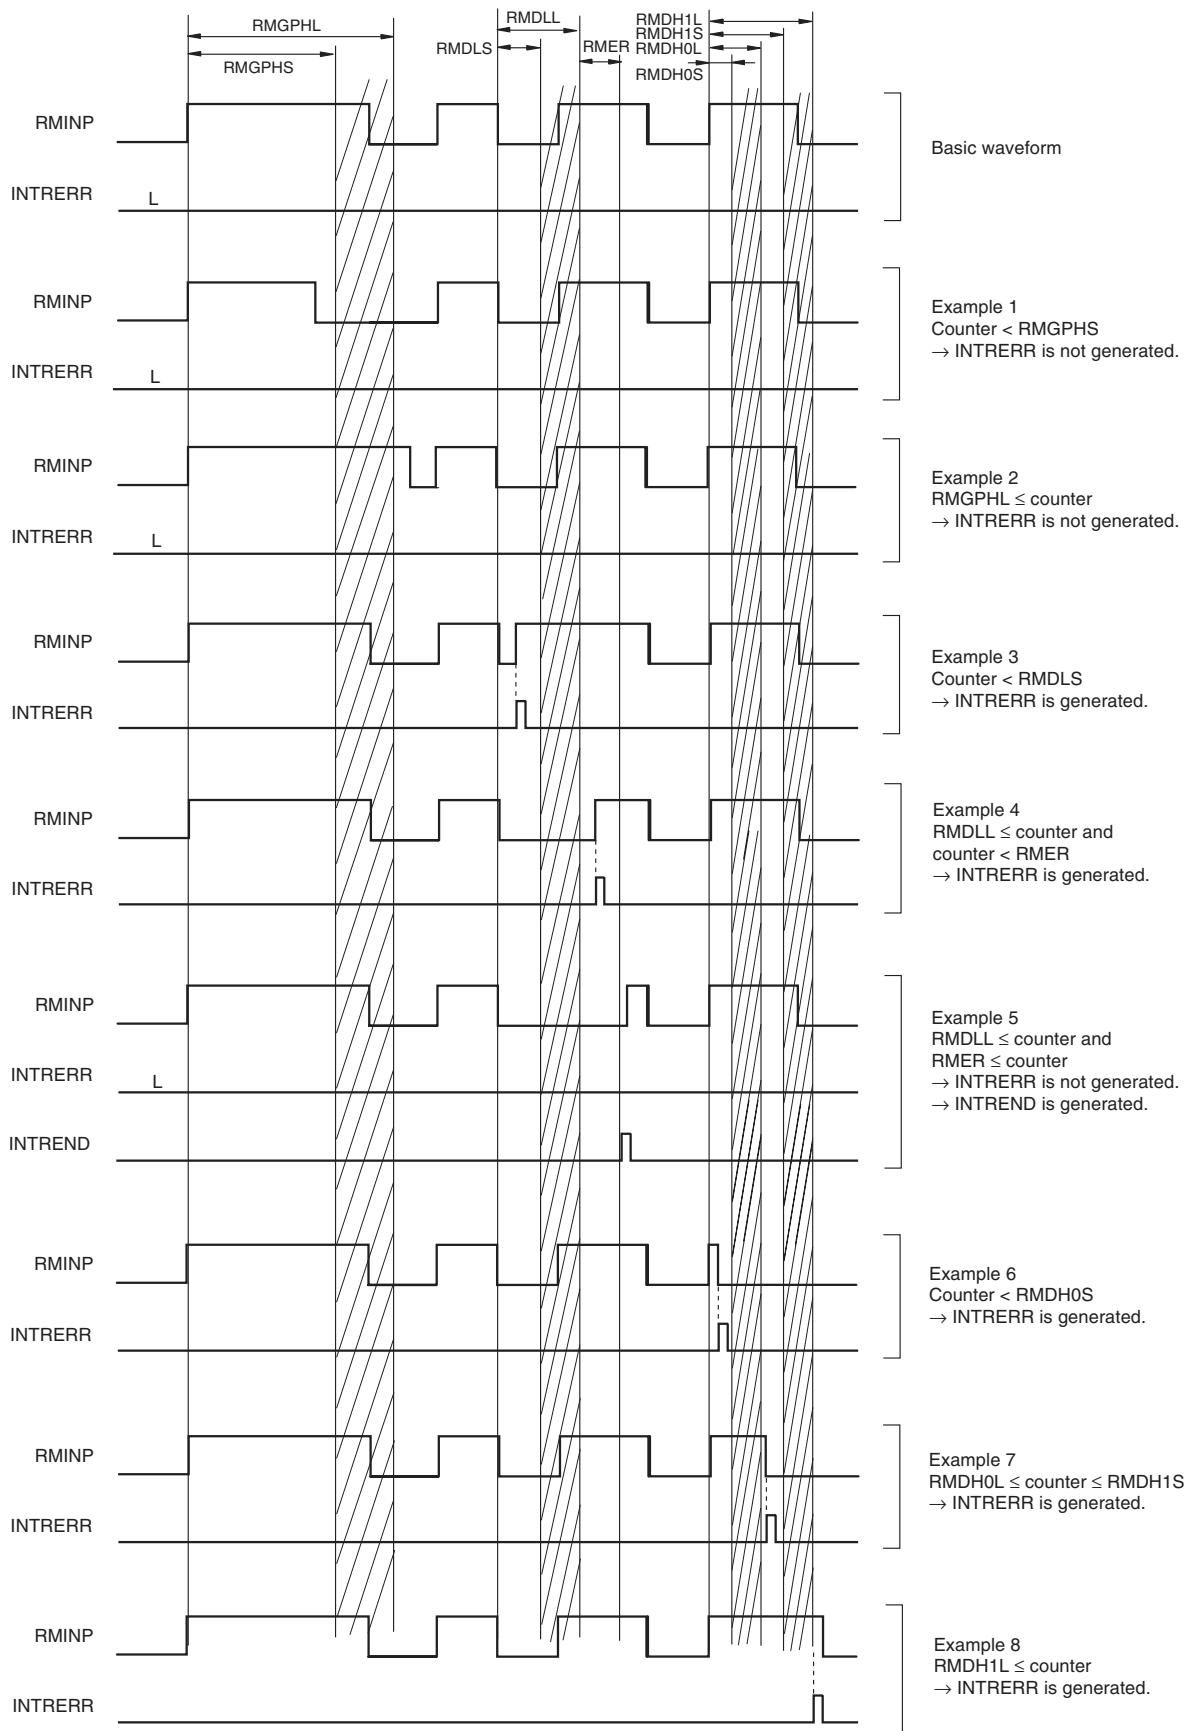 RMGPHL
RMGPHS
RMDLL
RMDLS
RMER
RMDH1L
RMDH1S
RMDH0L
RMDH0S
RMINP
INTRERR
L
Basic waveform
RMINP
INTRERR
L
Example 1
Counter < RMGPHS
→ INTRERR is not generated.
RMINP
INTRERR
L
Example 2
RMGPHL ≤ counter
→ INTRERR is not generated.
RMINP
INTRERR
Example 3
Counter < RMDLS
→ INTRERR is generated.
RMINP
INTRERR
Example 4
RMDLL ≤ counter and
counter < RMER
→ INTRERR is generated.
RMINP
INTRERR
L
INTREND
Example 5
RMDLL ≤ counter and
RMER ≤ counter
→ INTRERR is not generated.
→ INTREND is generated.
RMINP
INTRERR
Example 6
Counter < RMDH0S
→ INTRERR is generated.
RMINP
INTRERR
Example 7
RMDH0L ≤ counter ≤ RMDH1S
→ INTRERR is generated.
RMINP
INTRERR
Example 8
RMDH1L ≤ counter
→ INTRERR is generated.